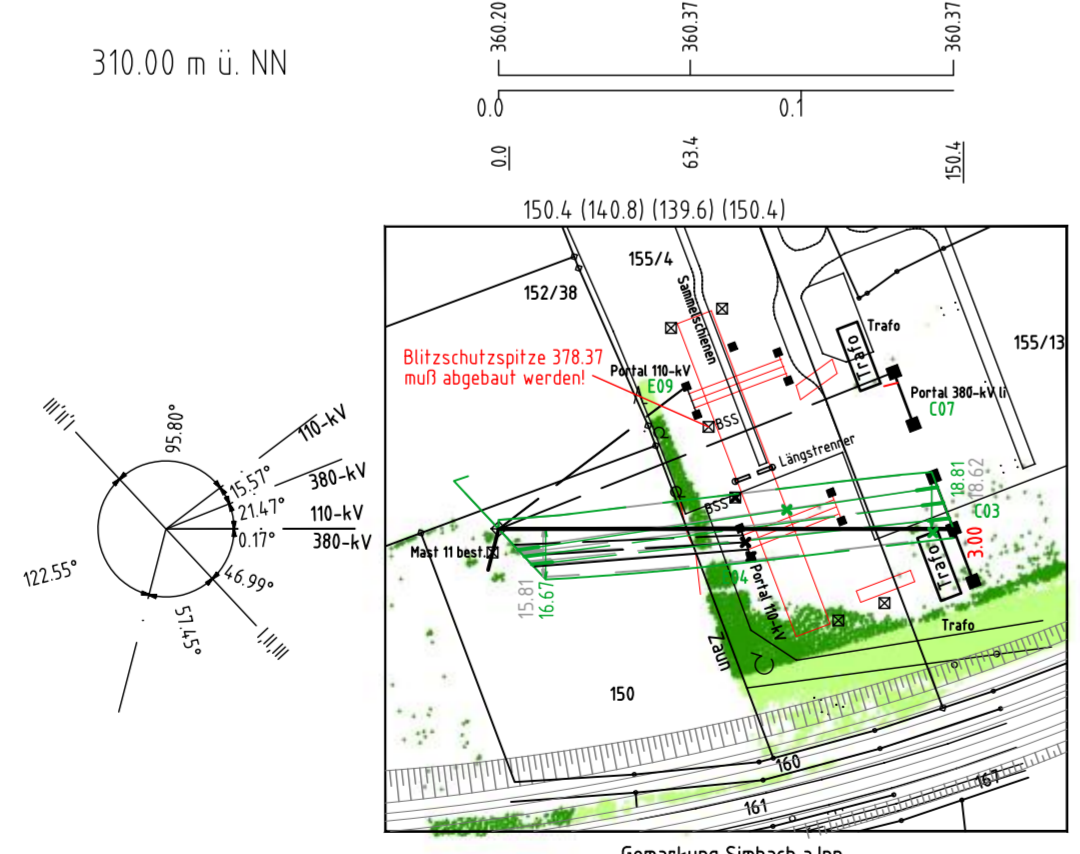 310.00 m ü. NN
360.20
360.37
360.37
0.0
0.1
0.0
63.4
150.4
150.4 (140.8) (139.6) (150.4)
155/4
152/38
Sammelschienen
Trafo
Trafo
155/13
Blitzschutzspitze 378.37
muß abgebaut werden!
Portal 110-kV
E09
Portal 380-kV li
C07
BSS
Längstrenner
BSS
18.81
18.62
C03
3.00
Mast 11 best.
15.81
16.67
04
Portal 110-kV
Trafo
Trafo
Zaun
150
160
161
167
95.80°
110-kV
15.57°
380-kV
21.47°
110-kV
0.17°
380-kV
46.99°
122.55°
57.45°
I,II,III
Gemarkung Simbach a.Inn